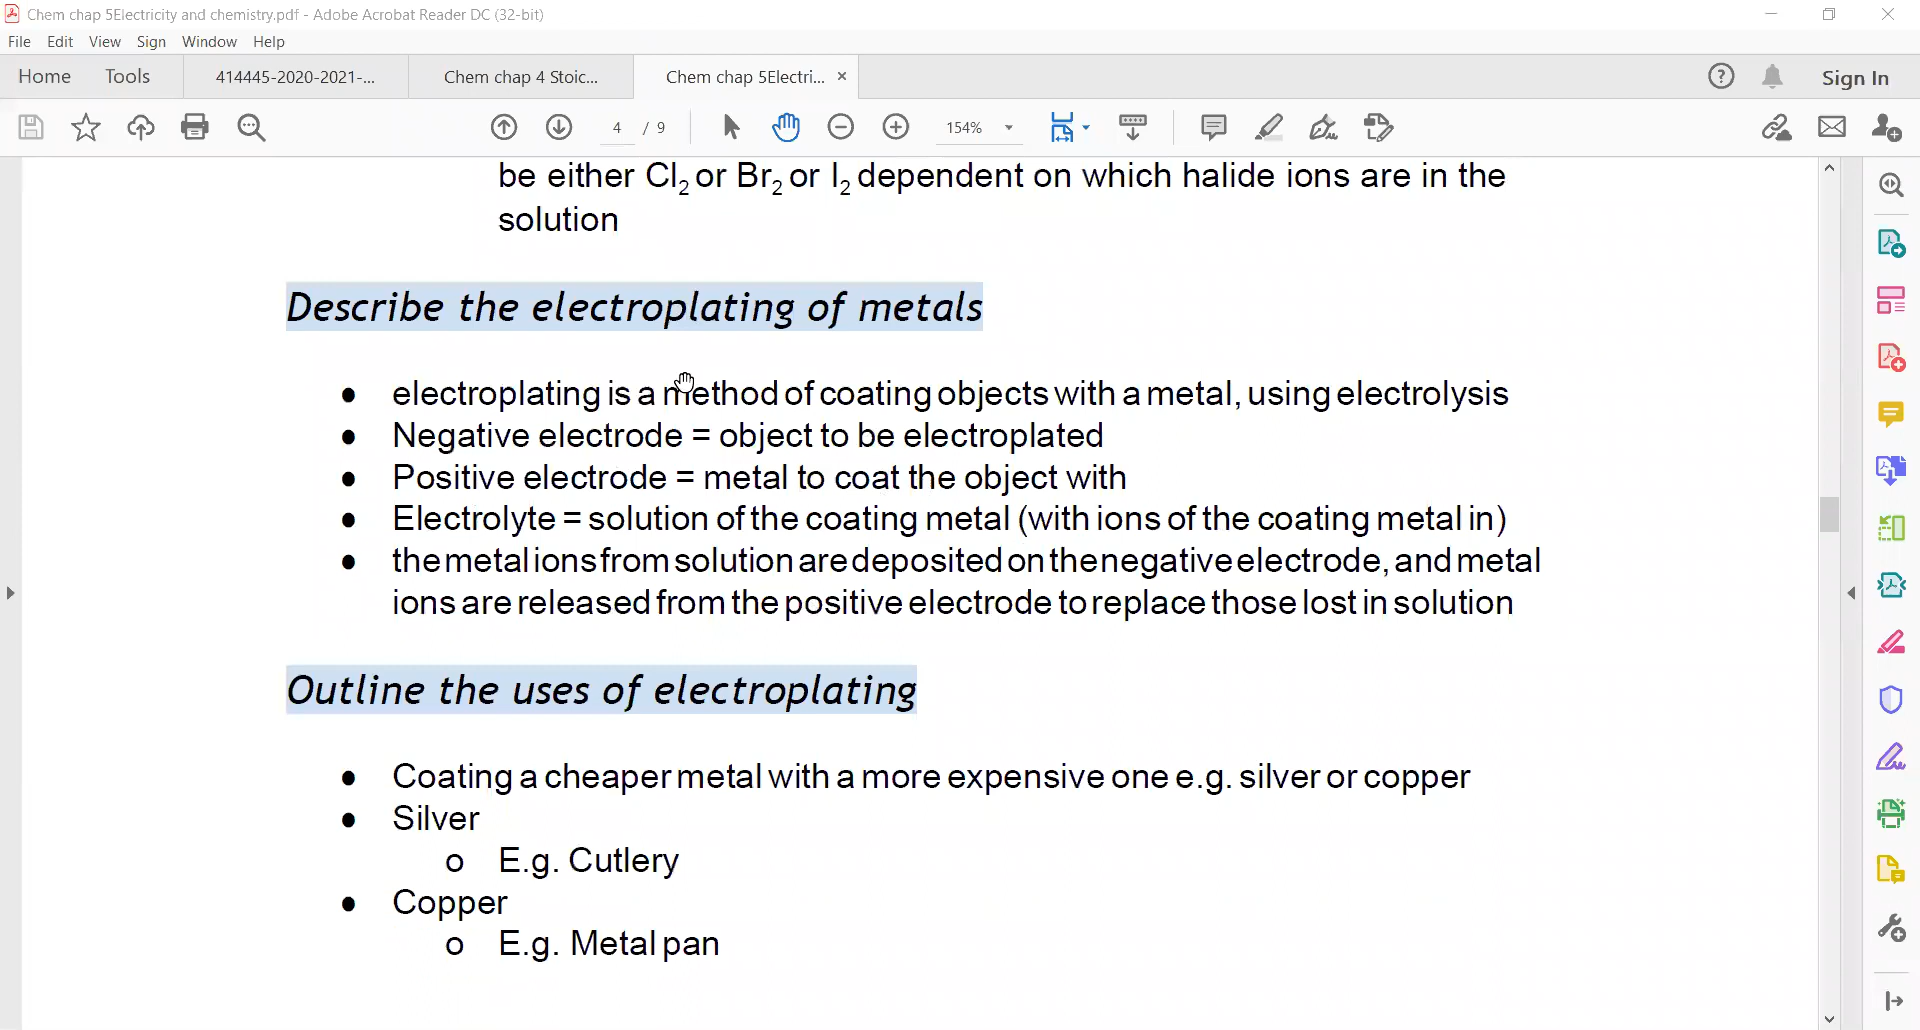 Chem chap 5Electricity and chemistry.pdf - Adobe Acrobat Reader DC (32-bit)
File Edit View Sign Window Help
Home Tools 414445-2020-2021-... Chem chap 4 Stoic... Chem chap 5Electri... × Sign In
4 / 9 154%
be either Cl₂ or Br₂ or I₂ dependent on which halide ions are in the
solution
Describe the electroplating of metals
● electroplating is a method of coating objects with a metal, using electrolysis
● Negative electrode = object to be electroplated
● Positive electrode = metal to coat the object with
● Electrolyte = solution of the coating metal (with ions of the coating metal in)
● the metal ions from solution are deposited on the negative electrode, and metal
ions are released from the positive electrode to replace those lost in solution
Outline the uses of electroplating
● Coating a cheaper metal with a more expensive one e.g. silver or copper
● Silver
o E.g. Cutlery
● Copper
o E.g. Metal pan